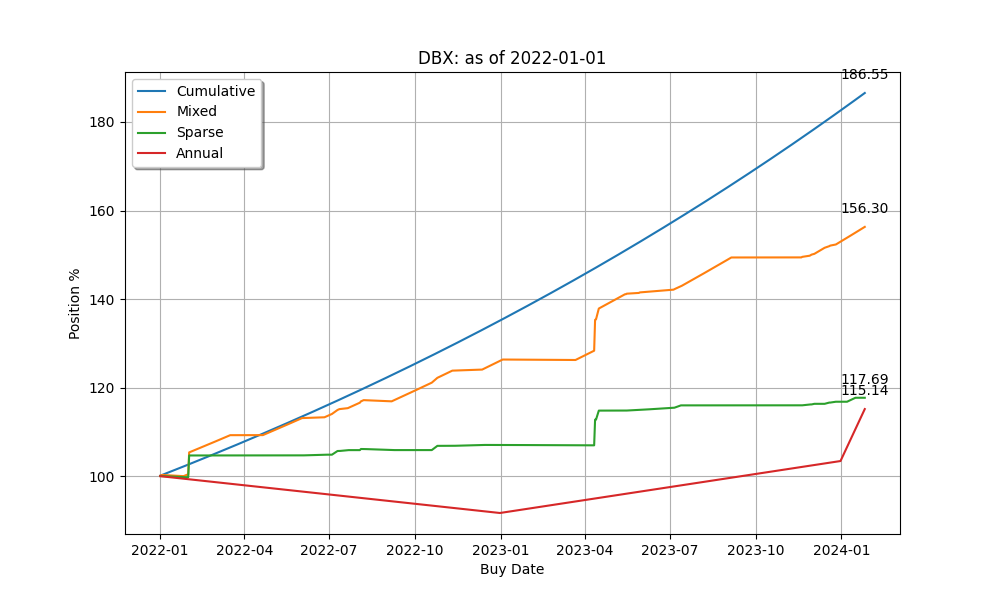 DBX: as of 2022-01-01
Cumulative
Mixed
Sparse
Annual
186.55
156.30
117.69
115.14
Position %
180
160
140
120
100
2022-01 2022-04 2022-07 2022-10 2023-01 2023-04 2023-07 2023-10 2024-01
Buy Date